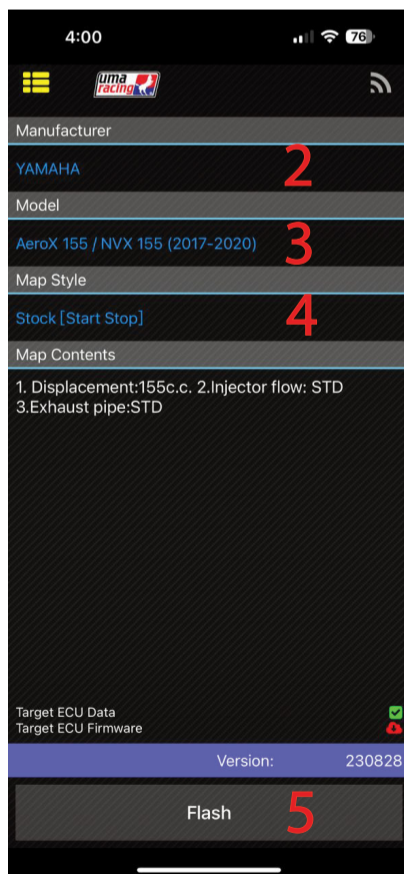 4:00
76
uma
racing
Manufacturer
YAMAHA
2
Model
AeroX 155 / NVX 155 (2017-2020)
3
Map Style
Stock [Start Stop]
4
Map Contents
1. Displacement:155c.c. 2.Injector flow: STD
3.Exhaust pipe:STD
Target ECU Data
Target ECU Firmware
Version: 230828
Flash
5